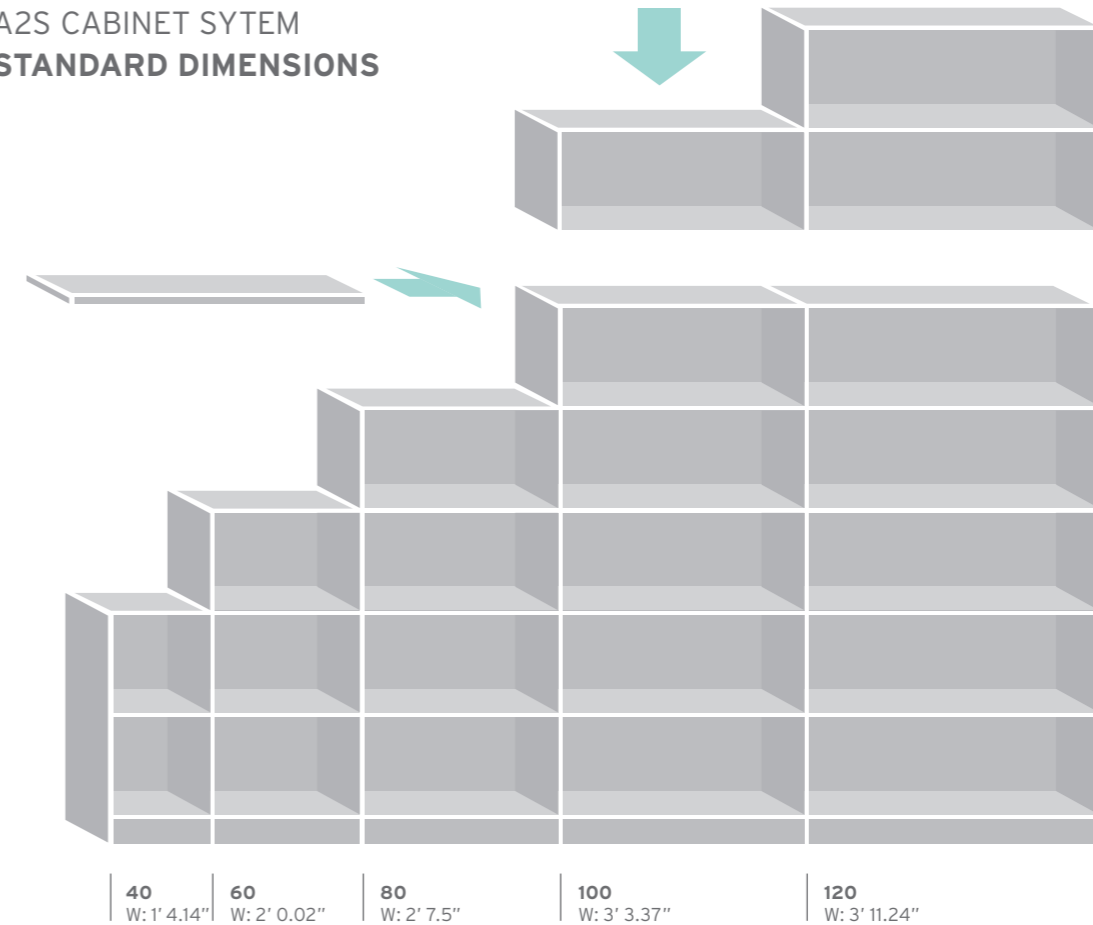 A2S CABINET SYTEM
STANDARD DIMENSIONS
40
W: 1′ 4.14″
60
W: 2′ 0.02″
80
W: 2′ 7.5″
100
W: 3′ 3.37″
120
W: 3′ 11.24″